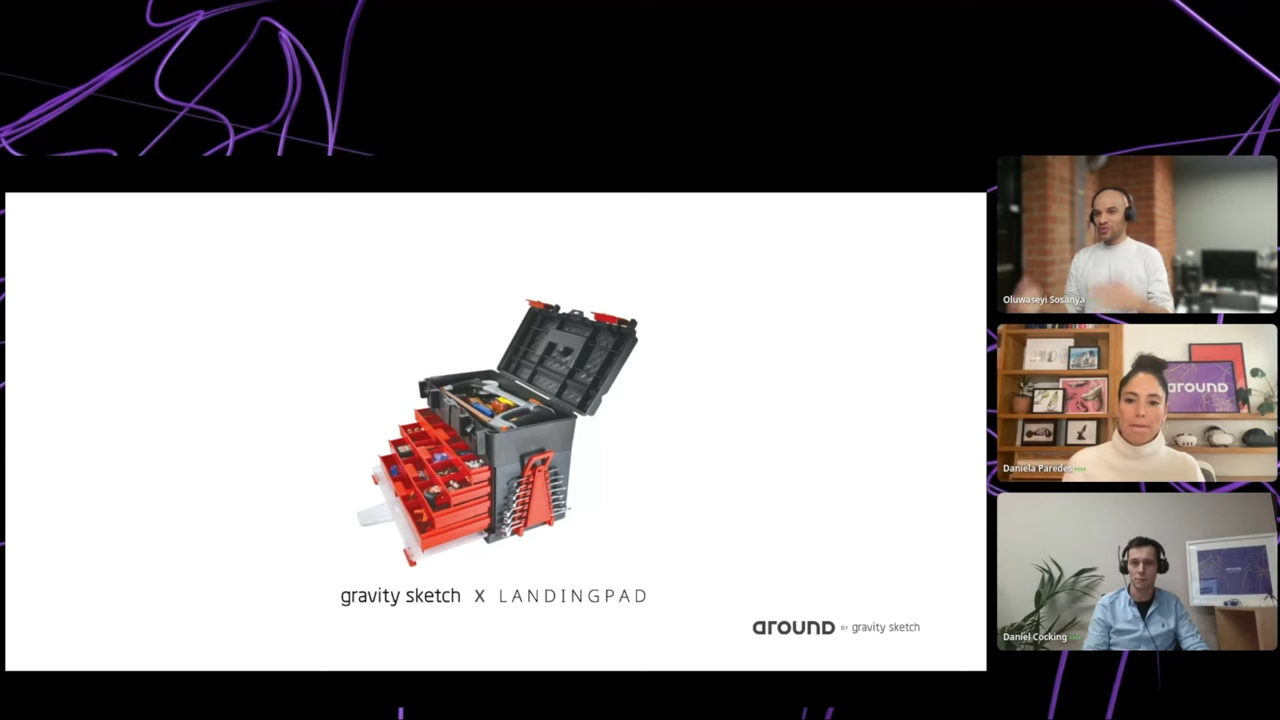 gravity sketch X LANDINGPAD
around BY gravity sketch
Oluwaseyi Sosanya
around
Daniela Paredes
Daniel Cocking